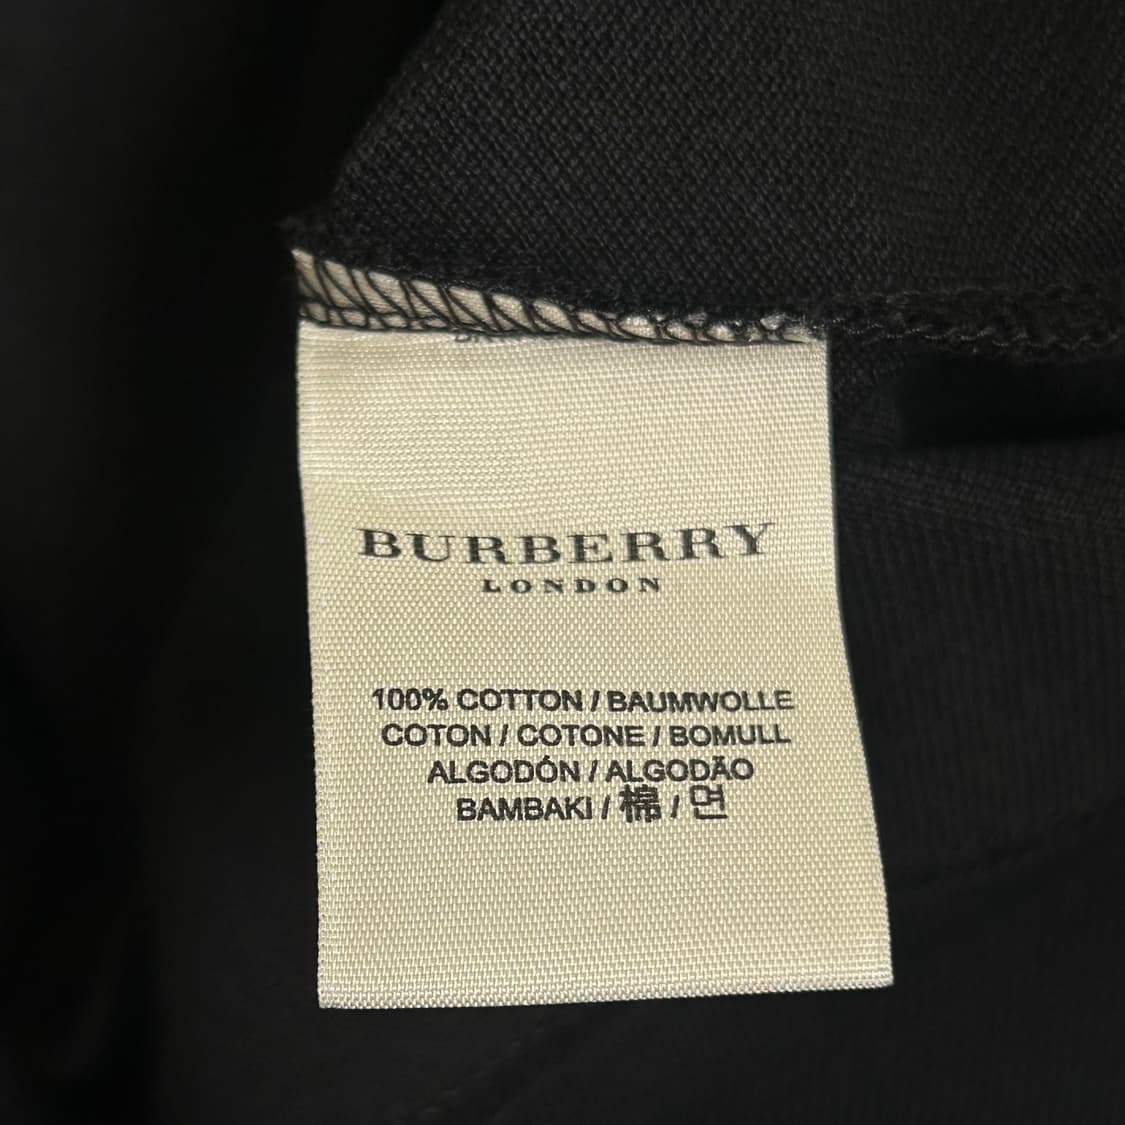 BURBERRY
LONDON
100% COTTON / BAUMWOLLE
COTON / COTONE / BOMULL
ALGODÓN / ALGODÃO
BAMBAKI / 棉 / 면